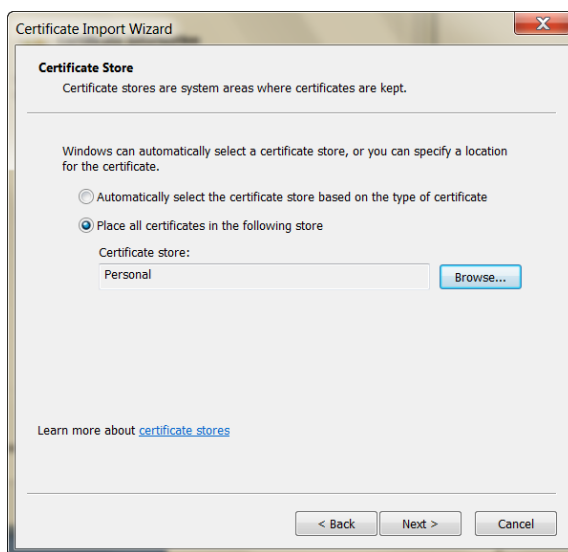 Certificate Import Wizard
Certificate Store
Certificate stores are system areas where certificates are kept.
Windows can automatically select a certificate store, or you can specify a location
for the certificate.
Automatically select the certificate store based on the type of certificate
Place all certificates in the following store
Certificate store:
Personal
Browse...
Learn more about certificate stores
< Back
Next >
Cancel